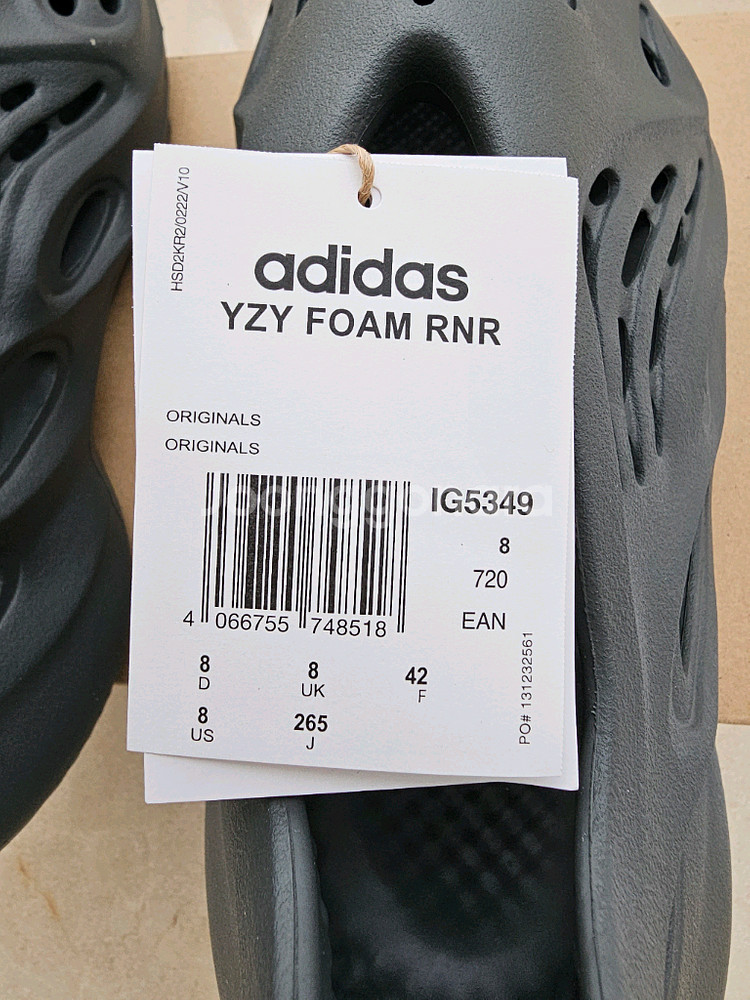 HSD2KR2/0222/V10
adidas
YZY FOAM RNR
ORIGINALS
ORIGINALS
IG5349
8
720
EAN
4 066755 748518
8 8 42
D UK F
8 265
US J
PO# 131232561